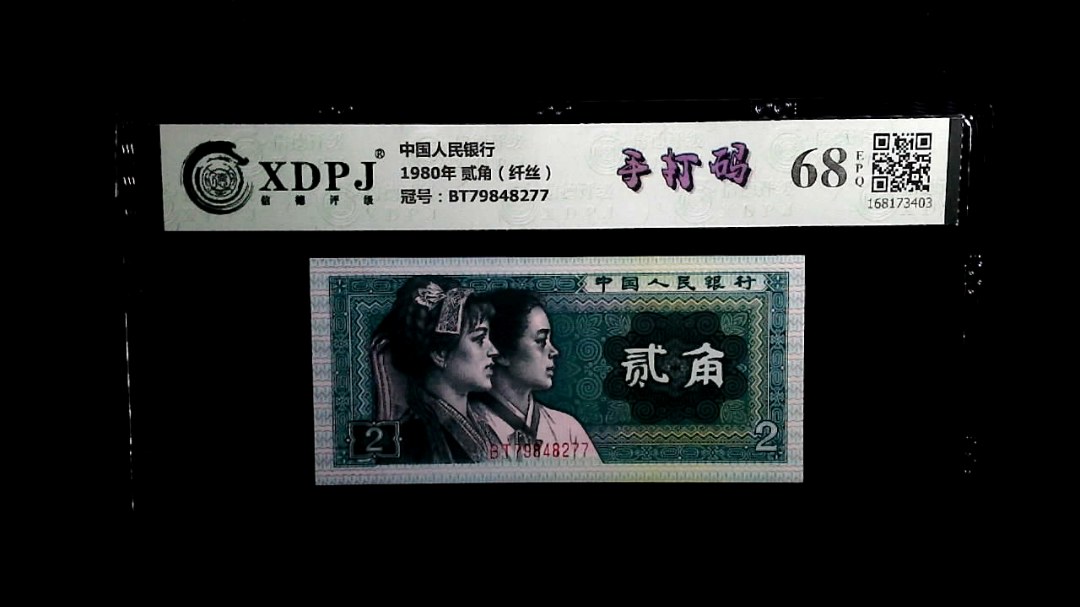 XDPJ®
信德评级
中国人民银行
1980年 贰角（纤丝）
冠号：BT79848277
手打码
68
EPQ
168173403
中国人民银行
贰角
2
2
BT79848277